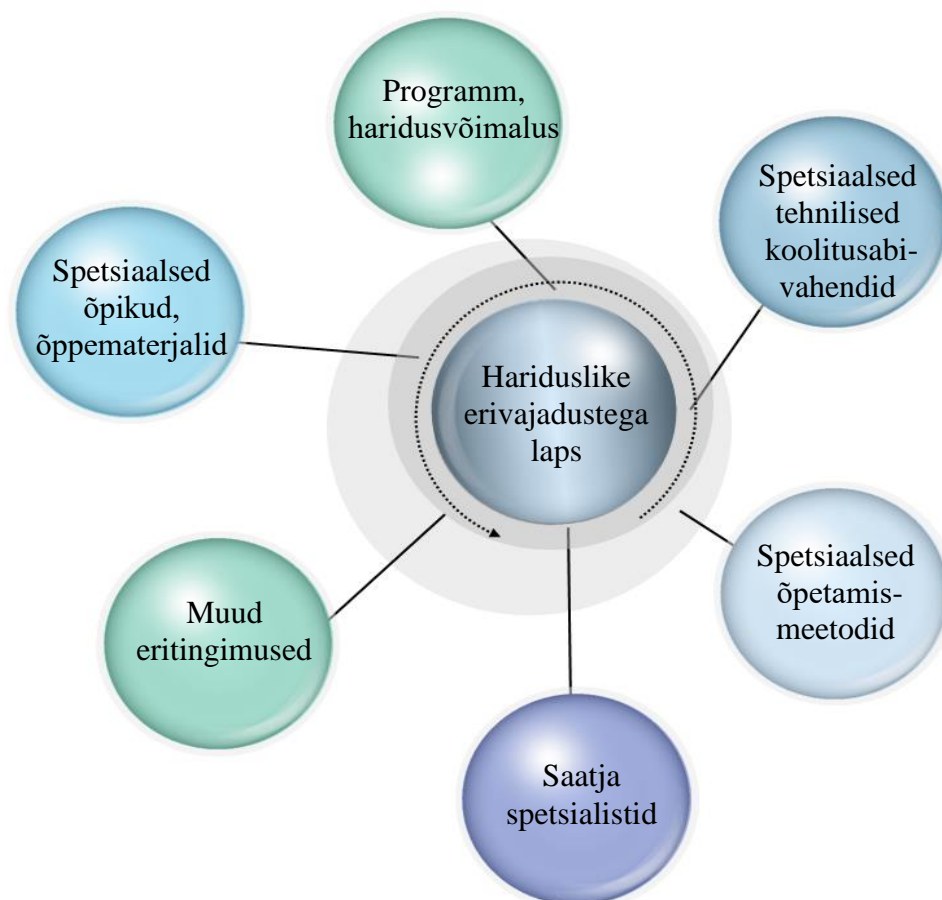 Programm,
haridusvõimalus
Spetsiaalsed
tehnilised
koolitusabi-
vahendid
Spetsiaalsed
õpikud,
õppematerjalid
Hariduslike
erivajadustega
laps
Spetsiaalsed
õpetamis-
meetodid
Muud
eritingimused
Saatja
spetsialistid